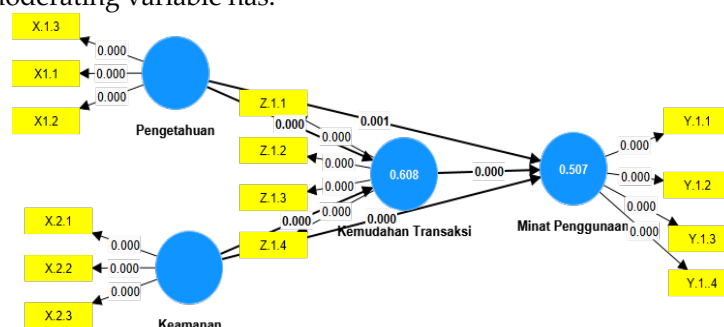 moderating variable has.
X.1.3
0.000
X1.1
0.000
0.000
X1.2
Pengetahuan
Z.1.1
0.001
0.000
0.000
Z.1.2
0.000
Z.1.3
0.000
0.000
0.000
0.000
Z.1.4
0.608
Kemudahan Transaksi
0.000
0.507
Minat Penggunaan
0.000
Y.1.1
0.000
Y.1.2
0.000
Y.1.3
0.000
Y.1..4
X.2.1
0.000
X.2.2
0.000
0.000
X.2.3
Keamanan